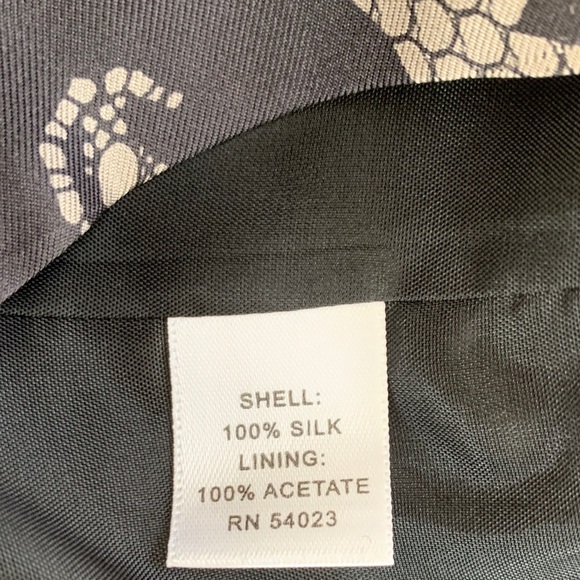 SHELL:
100% SILK
LINING:
100% ACETATE
RN 54023